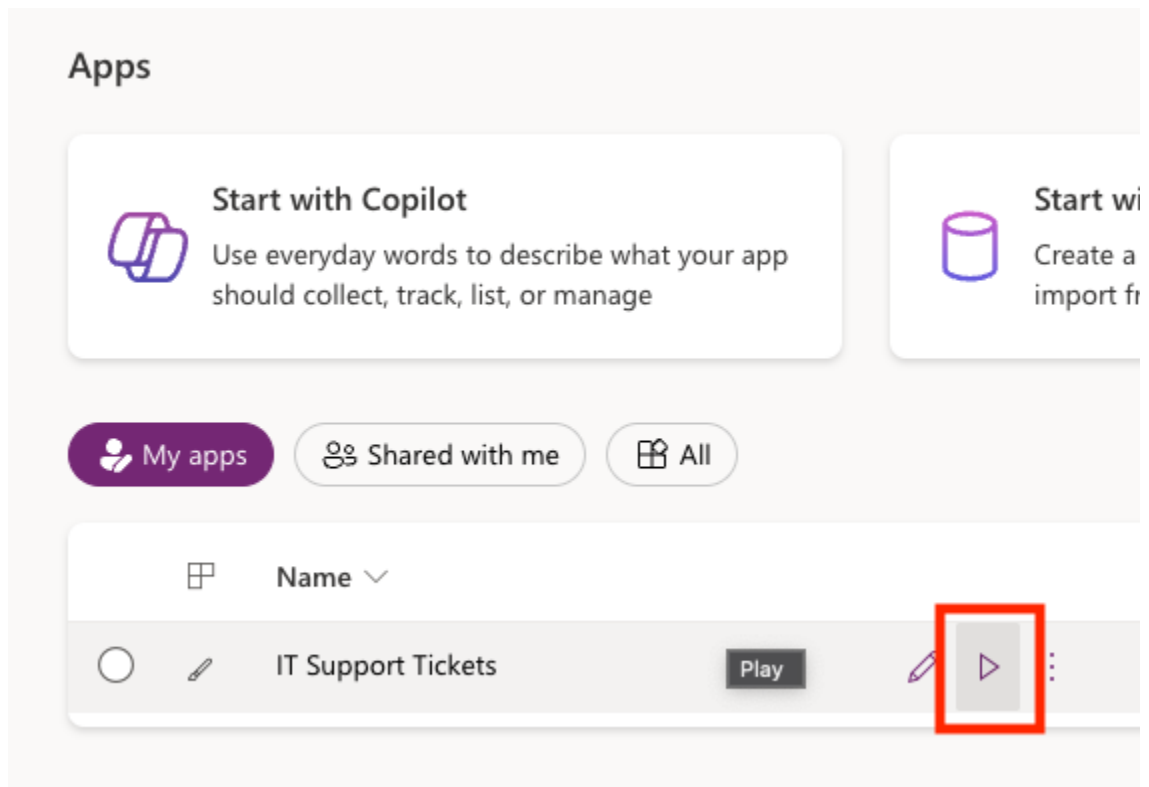 Apps
Start with Copilot
Use everyday words to describe what your app
should collect, track, list, or manage
Start wi
Create a
import fr
My apps
Shared with me
All
Name
IT Support Tickets
Play